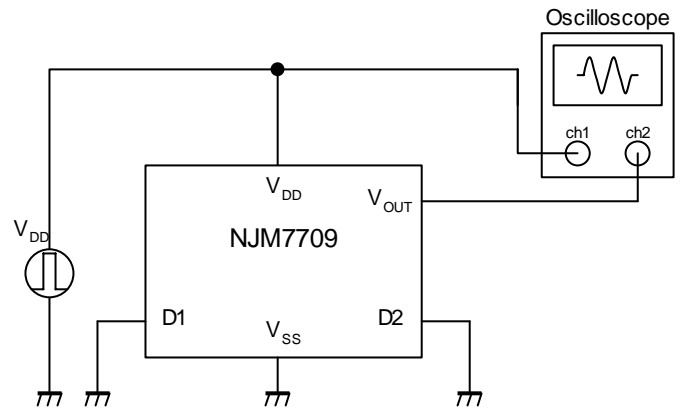 Oscilloscope
ch1 ch2
VDD
VOUT
NJM7709
VDD
D1
VSS
D2